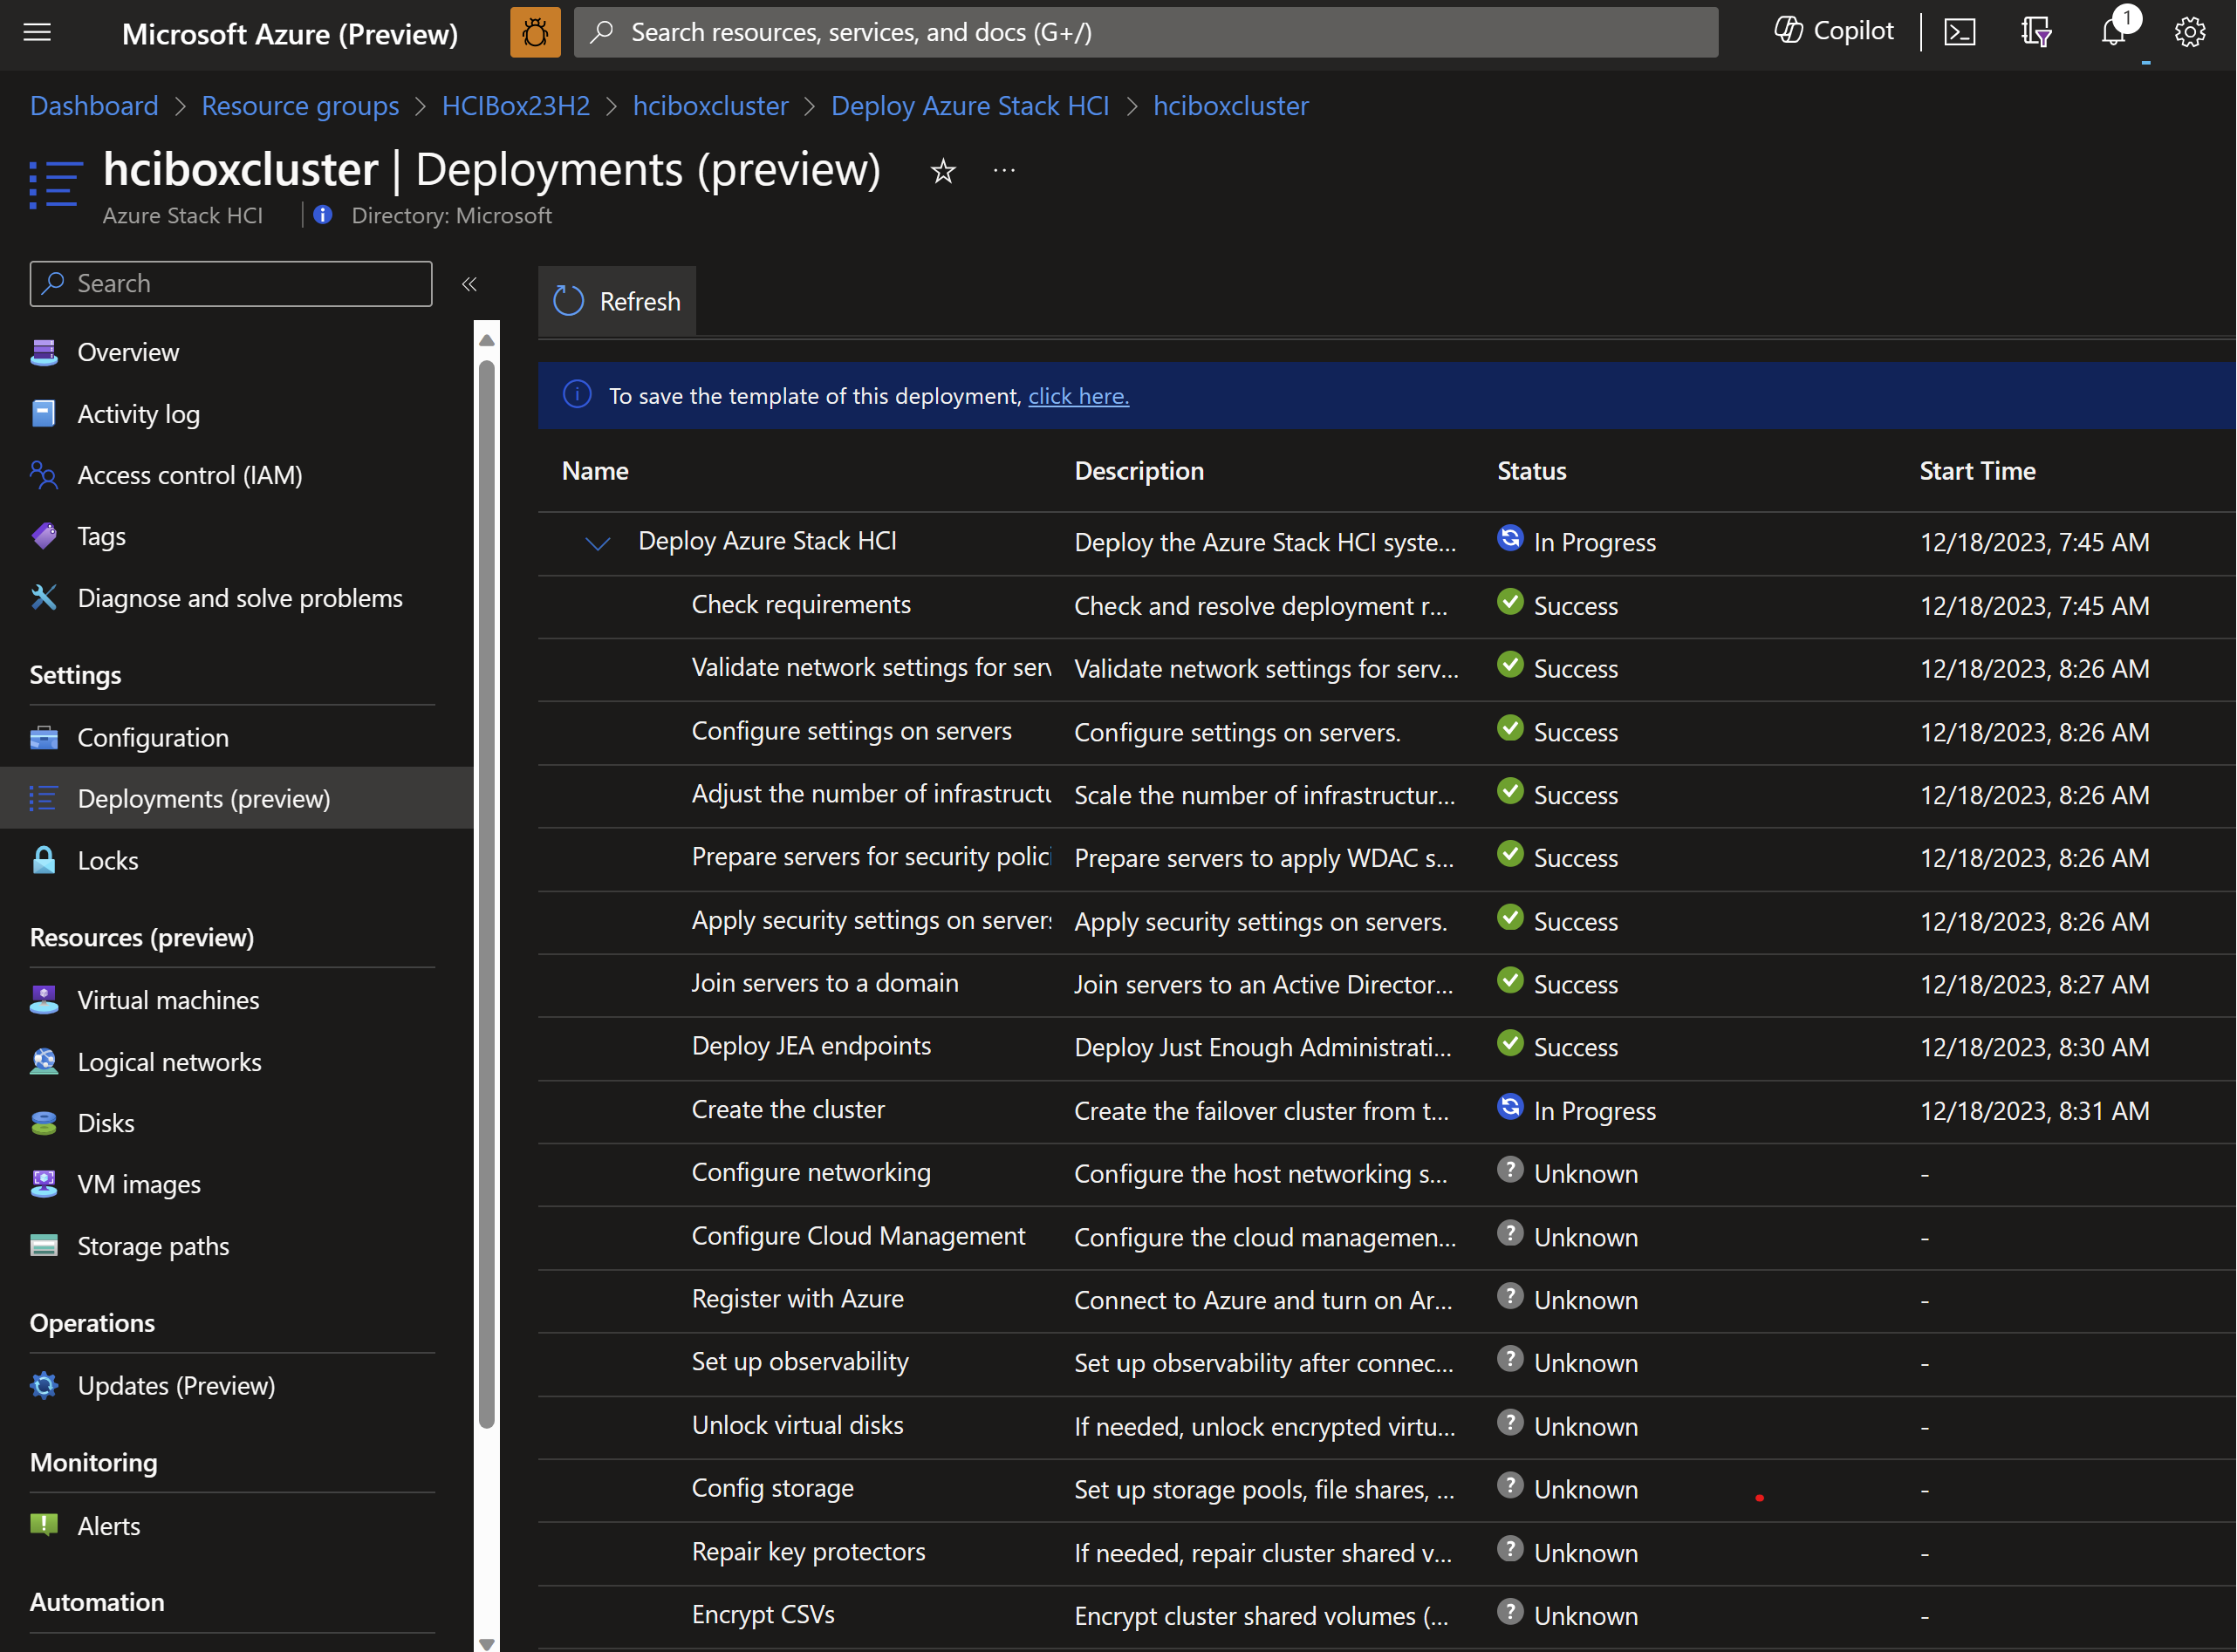 Microsoft Azure (Preview)
Search resources, services, and docs (G+/)
Copilot
1
Dashboard > Resource groups > HCIBox23H2 > hciboxcluster > Deploy Azure Stack HCI > hciboxcluster
hciboxcluster | Deployments (preview) ☆ ...
Azure Stack HCI | Directory: Microsoft
Search «
Overview
Activity log
Access control (IAM)
Tags
Diagnose and solve problems
Settings
Configuration
Deployments (preview)
Locks
Resources (preview)
Virtual machines
Logical networks
Disks
VM images
Storage paths
Operations
Updates (Preview)
Monitoring
Alerts
Automation
Refresh
To save the template of this deployment, click here.
Name Description Status Start Time
Deploy Azure Stack HCI Deploy the Azure Stack HCI syste... In Progress 12/18/2023, 7:45 AM
Check requirements Check and resolve deployment r... Success 12/18/2023, 7:45 AM
Validate network settings for serv Validate network settings for serv... Success 12/18/2023, 8:26 AM
Configure settings on servers Configure settings on servers. Success 12/18/2023, 8:26 AM
Adjust the number of infrastructu Scale the number of infrastructur... Success 12/18/2023, 8:26 AM
Prepare servers for security polici Prepare servers to apply WDAC s... Success 12/18/2023, 8:26 AM
Apply security settings on servers Apply security settings on servers. Success 12/18/2023, 8:26 AM
Join servers to a domain Join servers to an Active Director... Success 12/18/2023, 8:27 AM
Deploy JEA endpoints Deploy Just Enough Administrati... Success 12/18/2023, 8:30 AM
Create the cluster Create the failover cluster from t... In Progress 12/18/2023, 8:31 AM
Configure networking Configure the host networking s... Unknown -
Configure Cloud Management Configure the cloud managemen... Unknown -
Register with Azure Connect to Azure and turn on Ar... Unknown -
Set up observability Set up observability after connec... Unknown -
Unlock virtual disks If needed, unlock encrypted virtu... Unknown -
Config storage Set up storage pools, file shares, ... Unknown -
Repair key protectors If needed, repair cluster shared v... Unknown -
Encrypt CSVs Encrypt cluster shared volumes (... Unknown -